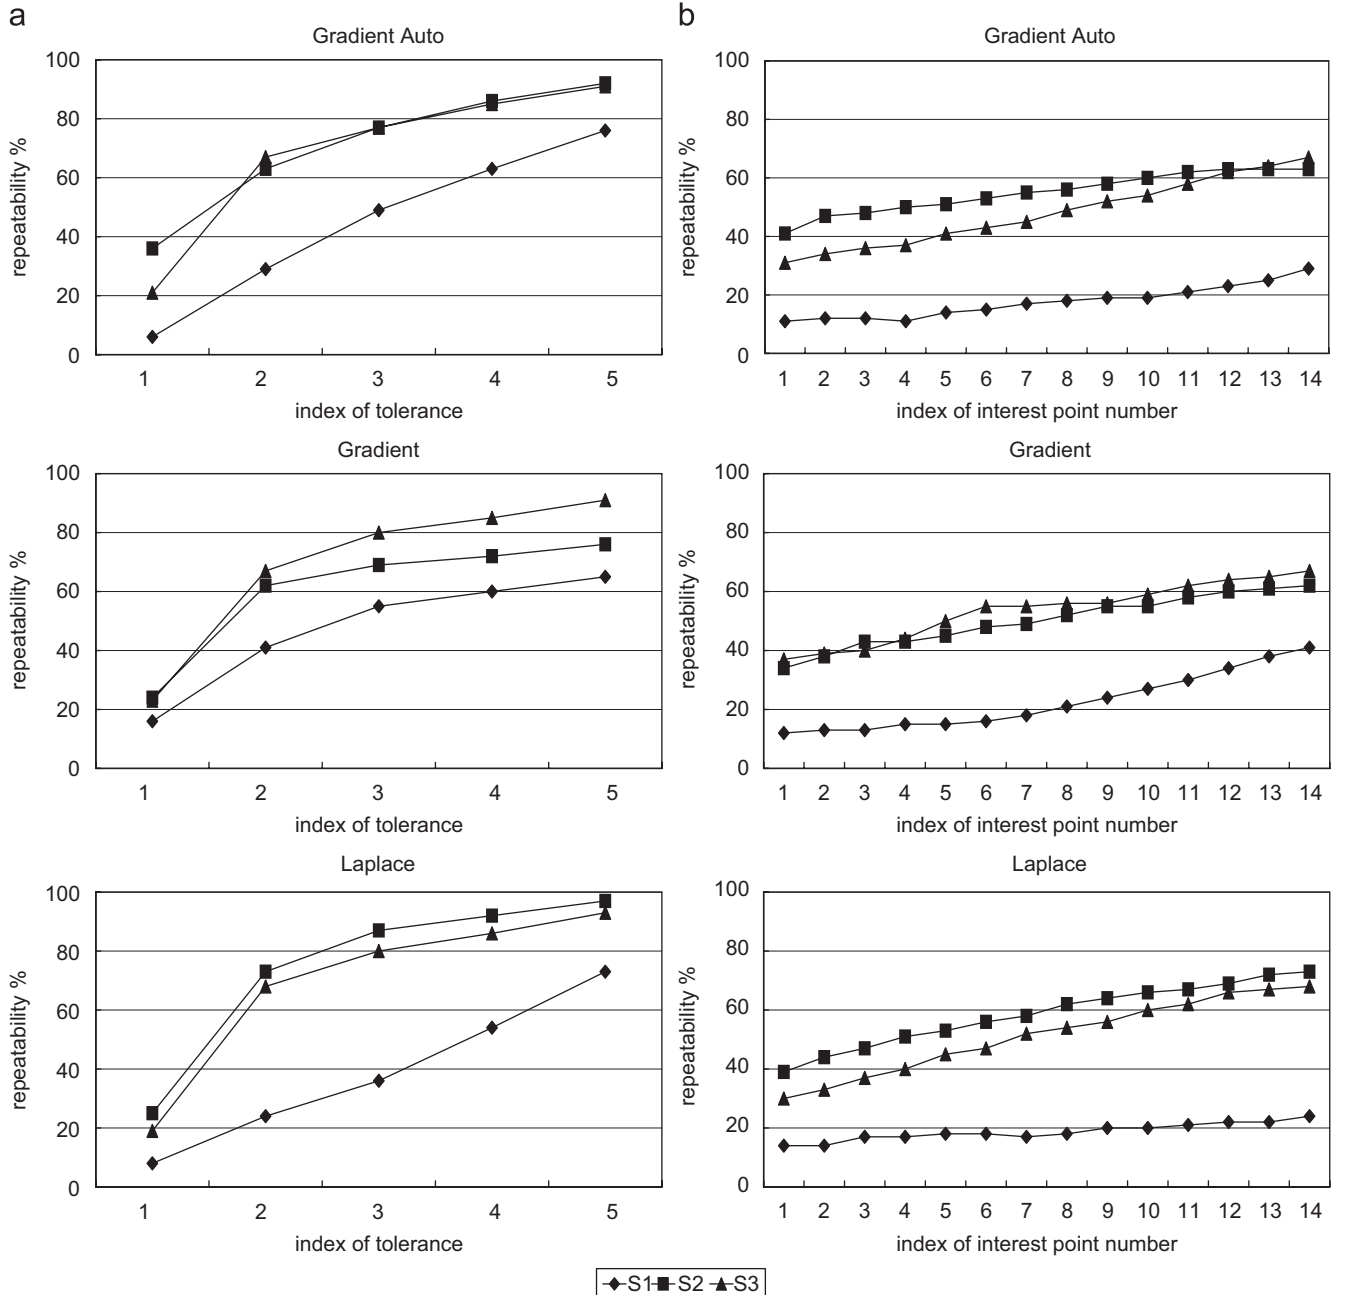 a
b
Gradient Auto
100
80
60
40
20
0
repeatability %
1 2 3 4 5
index of tolerance
Gradient Auto
100
80
60
40
20
0
repeatability %
1 2 3 4 5 6 7 8 9 10 11 12 13 14
index of interest point number
Gradient
100
80
60
40
20
0
repeatability %
1 2 3 4 5
index of tolerance
Gradient
100
80
60
40
20
0
repeatability %
1 2 3 4 5 6 7 8 9 10 11 12 13 14
index of interest point number
Laplace
100
80
60
40
20
0
repeatability %
1 2 3 4 5
index of tolerance
Laplace
100
80
60
40
20
0
repeatability %
1 2 3 4 5 6 7 8 9 10 11 12 13 14
index of interest point number
S1 S2 S3